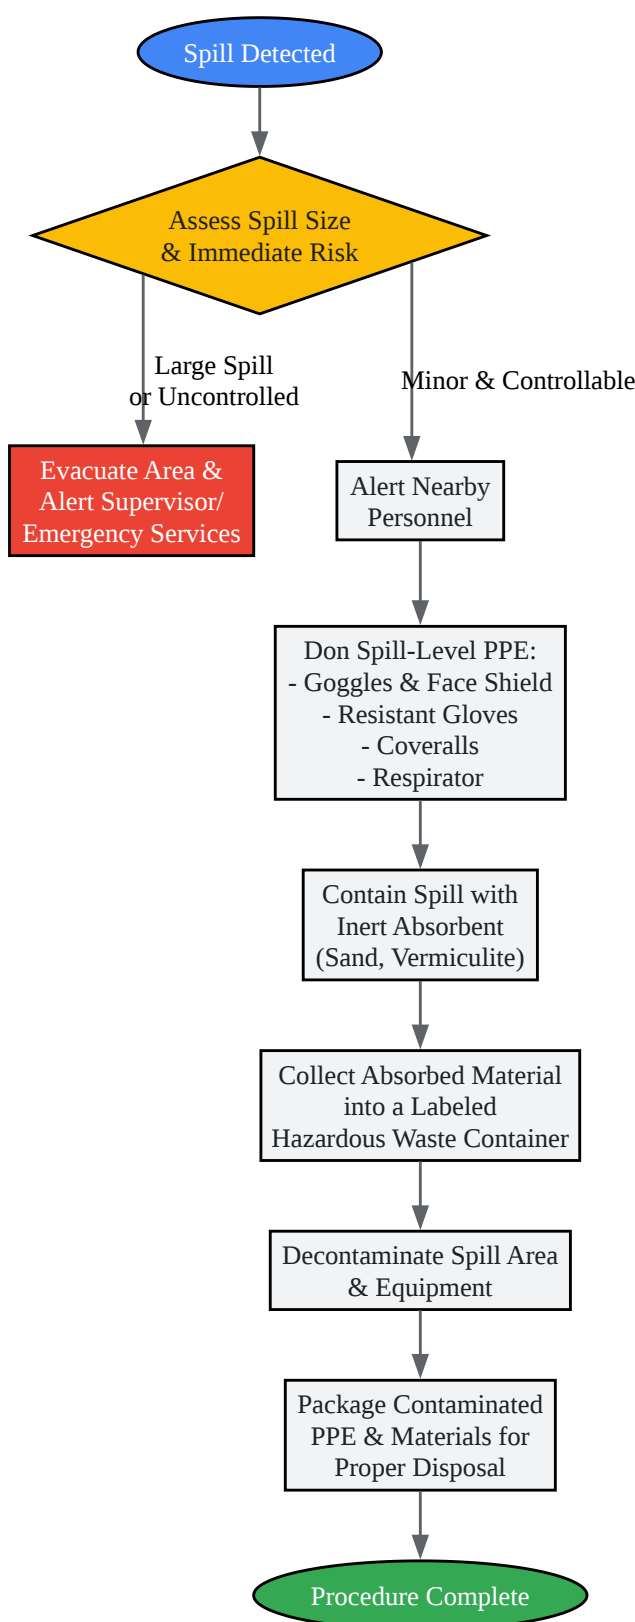 Spill Detected
Assess Spill Size
& Immediate Risk
Large Spill
or Uncontrolled
Minor & Controllable
Evacuate Area &
Alert Supervisor/
Emergency Services
Alert Nearby
Personnel
Don Spill-Level PPE:
- Goggles & Face Shield
- Resistant Gloves
- Coveralls
- Respirator
Contain Spill with
Inert Absorbent
(Sand, Vermiculite)
Collect Absorbed Material
into a Labeled
Hazardous Waste Container
Decontaminate Spill Area
& Equipment
Package Contaminated
PPE & Materials for
Proper Disposal
Procedure Complete